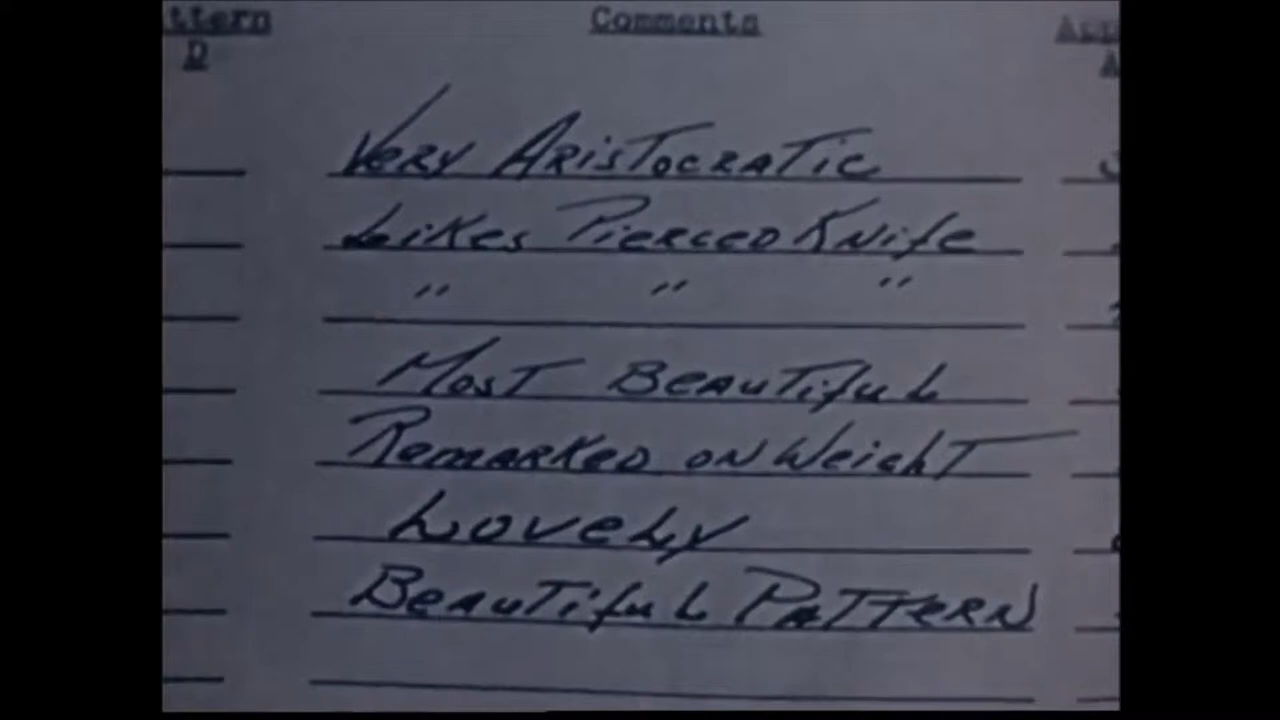 Comments
D
Very Aristocratic
Likes Pierced Knife
" " "
Most Beautiful
Remarked on Weight
Lovely
Beautiful Pattern